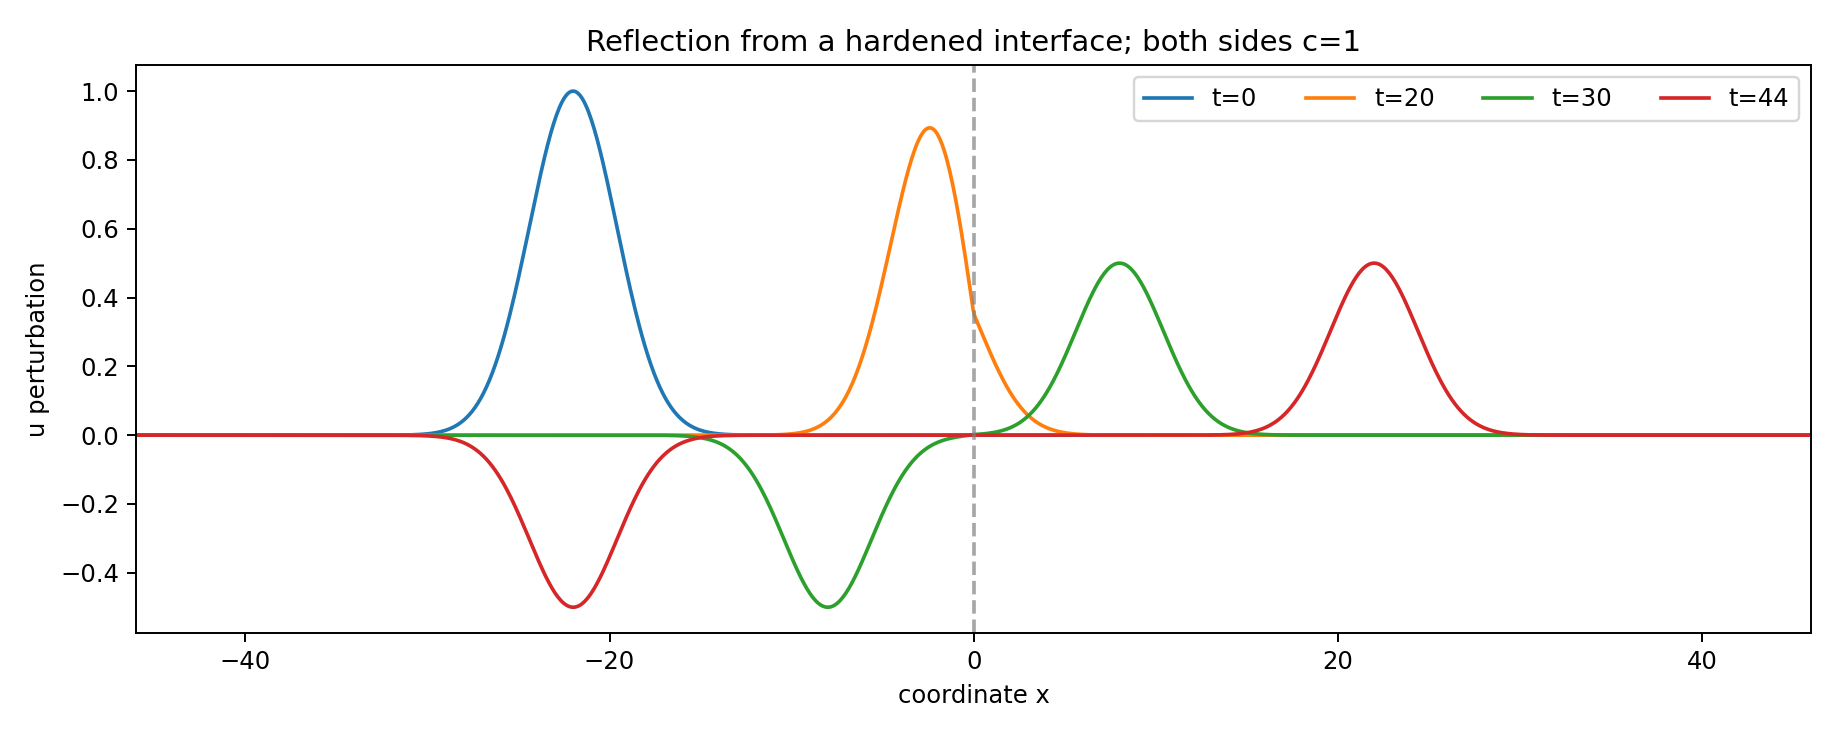 Reflection from a hardened interface; both sides c=1
t=0 t=20 t=30 t=44
1.0
0.8
0.6
0.4
0.2
0.0
−0.2
−0.4
u perturbation
−40 −20 0 20 40
coordinate x